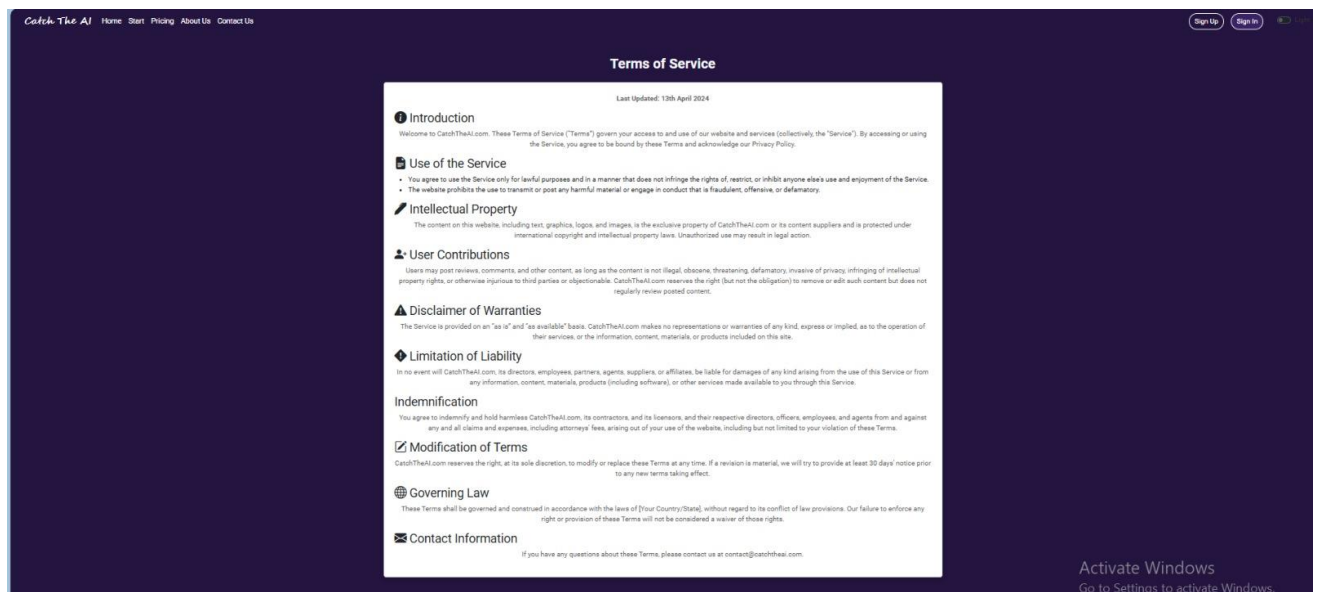 Catch The AI Home Start Pricing About Us Contact Us
Sign Up Sign In
Terms of Service
Last Updated: 13th April 2024
Introduction
Welcome to CatchTheAI.com. These Terms of Service ("Terms") govern your access to and use of our website and services (collectively, the "Service"). By accessing or using
the Service, you agree to be bound by these Terms and acknowledge our Privacy Policy.
Use of the Service
• You agree to use the Service only for lawful purposes and in a manner that does not infringe the rights of, restrict, or inhibit anyone else's use and enjoyment of the Service.
• The website prohibits the use to transmit or post any harmful material or engage in conduct that is fraudulent, offensive, or defamatory.
Intellectual Property
The content on this website, including text, graphics, logos, and images, is the exclusive property of CatchTheAI.com or its content suppliers and is protected under
international copyright and intellectual property laws. Unauthorized use may result in legal action.
User Contributions
Users may post reviews, comments, and other content, as long as the content is not illegal, obscene, threatening, defamatory, invasive of privacy, infringing of intellectual
property rights, or otherwise injurious to third parties or objectionable. CatchTheAI.com reserves the right (but not the obligation) to remove or edit such content but does not
regularly review posted content.
Disclaimer of Warranties
The Service is provided on an "as is" and "as available" basis. CatchTheAI.com makes no representations or warranties of any kind, express or implied, as to the operation of
their services, or the information, content, materials, or products included on this site.
Limitation of Liability
In no event will CatchTheAI.com, its directors, employees, partners, agents, suppliers, or affiliates, be liable for damages of any kind arising from the use of this Service or from
any information, content, materials, products (including software), or other services made available to you through this Service.
Indemnification
You agree to indemnify and hold harmless CatchTheAI.com, its contractors, and its licensors, and their respective directors, officers, employees, and agents from and against
any and all claims and expenses, including attorneys' fees, arising out of your use of the website, including but not limited to your violation of these Terms.
Modification of Terms
CatchTheAI.com reserves the right, at its sole discretion, to modify or replace these Terms at any time. If a revision is material, we will try to provide at least 30 days' notice prior
to any new terms taking effect.
Governing Law
These Terms shall be governed and construed in accordance with the laws of [Your Country/State], without regard to its conflict of law provisions. Our failure to enforce any
right or provision of these Terms will not be considered a waiver of those rights.
Contact Information
If you have any questions about these Terms, please contact us at contact@catchtheai.com.
Activate Windows
Go to Settings to activate Windows.